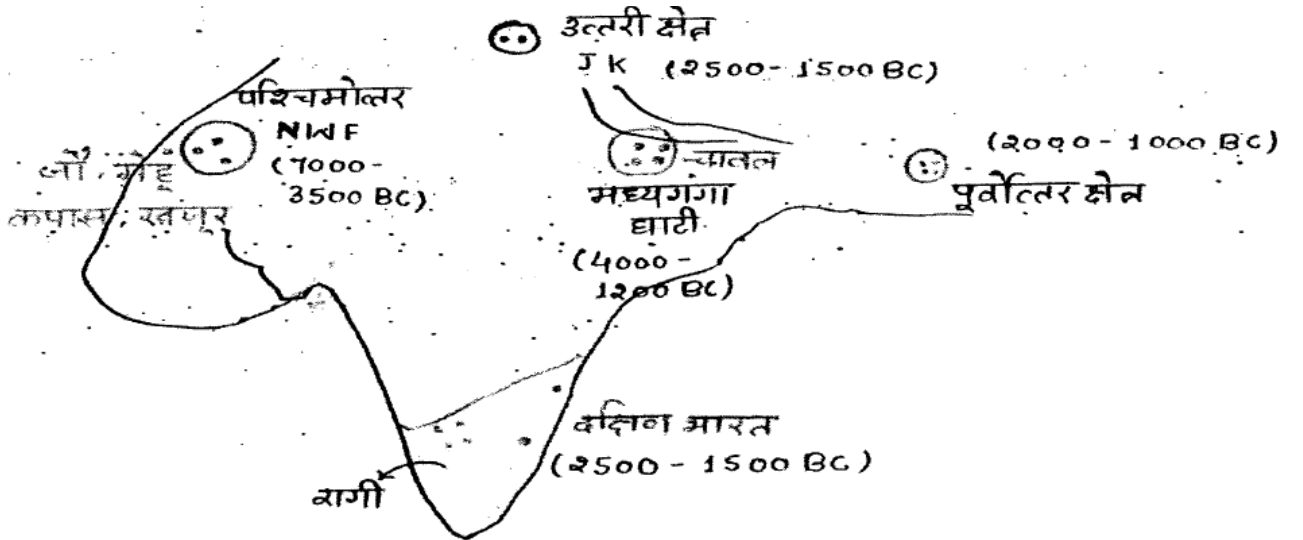 उत्तरी क्षेत्र
J K (2500- 1500 BC)
पश्चिमोत्तर
NWF
(7000-
3500 BC)
जौ, गेहूं
कपास, खजूर
चावल
मध्यगंगा
घाटी
(4000-
1200 BC)
(2000 - 1000 BC)
पूर्वोत्तर क्षेत्र
दक्षिण भारत
(2500 - 1500 BC)
रागी